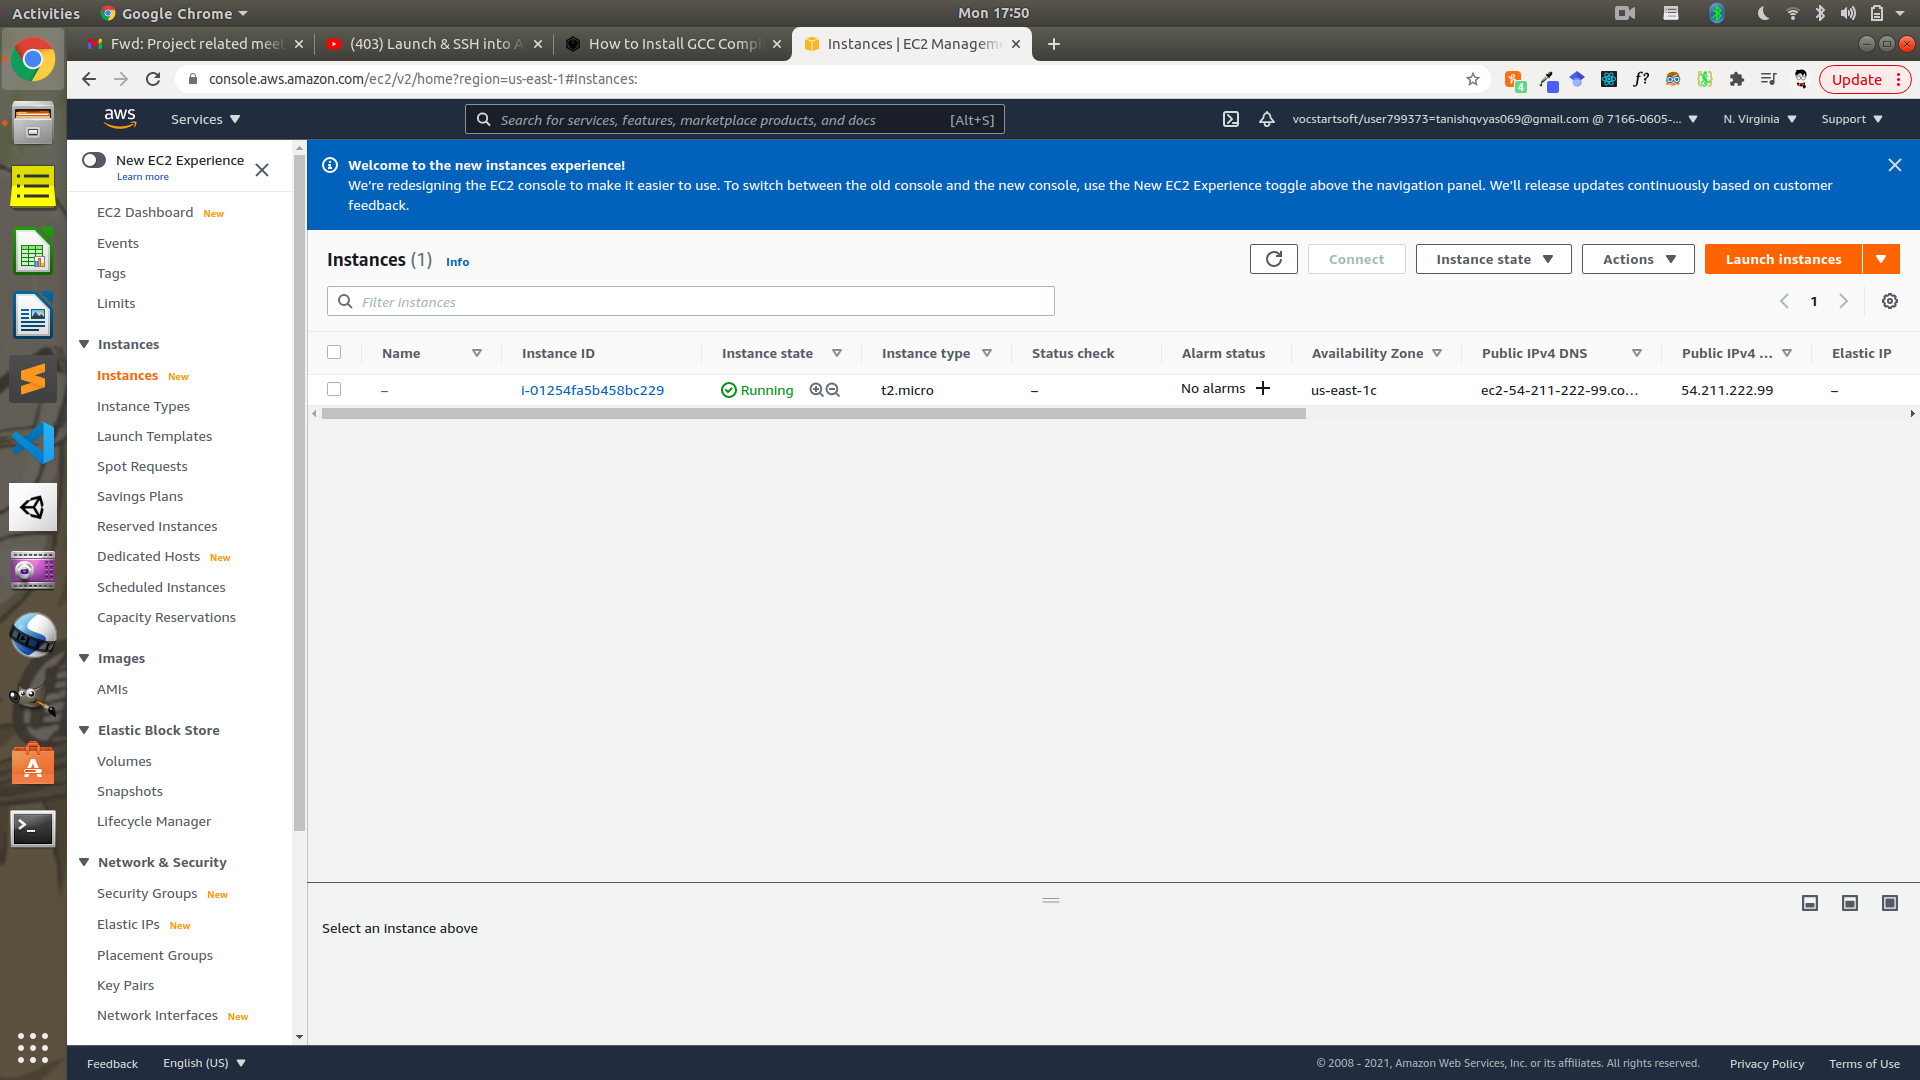 Activities
Google Chrome
Mon 17:50
Fwd: Project related meet
(403) Launch & SSH into A
How to Install GCC Compi
Instances | EC2 Managem
console.aws.amazon.com/ec2/v2/home?region=us-east-1#Instances:
f?
4
Update
aws
Services
Search for services, features, marketplace products, and docs
[Alt+S]
vocstartsoft/user799373=tanishqvyas069@gmail.com @ 7166-0605-...
N. Virginia
Support
New EC2 Experience
Learn more
EC2 Dashboard New
Events
Tags
Limits
Instances
Instances New
Instance Types
Launch Templates
Spot Requests
Savings Plans
Reserved Instances
Dedicated Hosts New
Scheduled Instances
Capacity Reservations
Images
AMIs
Elastic Block Store
Volumes
Snapshots
Lifecycle Manager
Network & Security
Security Groups New
Elastic IPs New
Placement Groups
Key Pairs
Network Interfaces New
Welcome to the new instances experience!
We're redesigning the EC2 console to make it easier to use. To switch between the old console and the new console, use the New EC2 Experience toggle above the navigation panel. We'll release updates continuously based on customer
feedback.
Instances (1) Info
Connect
Instance state
Actions
Launch instances
Filter instances
1
Name Instance ID Instance state Instance type Status check Alarm status Availability Zone Public IPv4 DNS Public IPv4 ... Elastic IP
– i-01254fa5b458bc229 Running t2.micro – No alarms us-east-1c ec2-54-211-222-99.co... 54.211.222.99 –
Select an instance above
Feedback
English (US)
© 2008 - 2021, Amazon Web Services, Inc. or its affiliates. All rights reserved.
Privacy Policy
Terms of Use